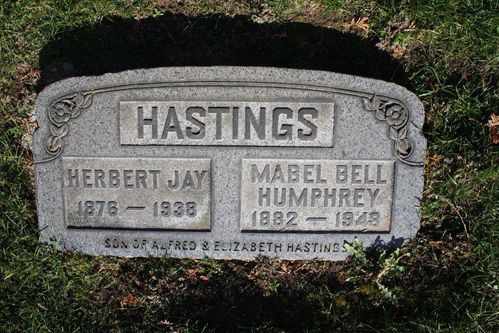 HASTINGS
HERBERT JAY
1876 — 1938
MABEL BELL
HUMPHREY
1882 — 1948
SON OF ALFRED & ELIZABETH HASTINGS